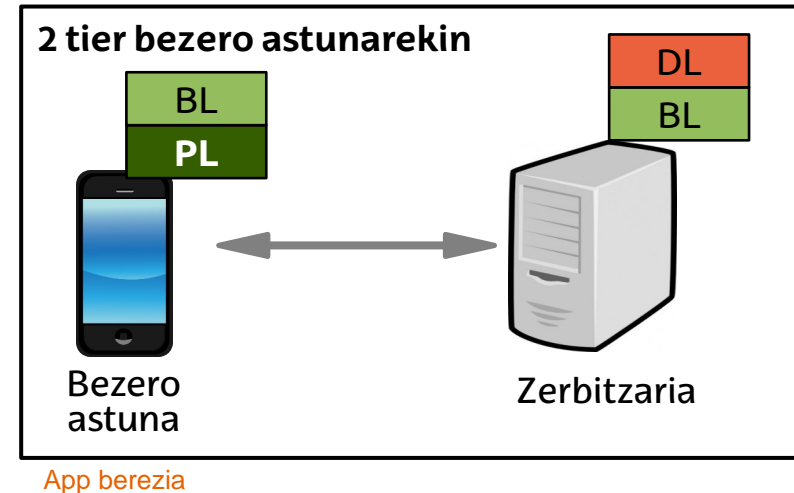 2 tier bezero astunarekin
BL
PL
DL
BL
Bezero
astuna
Zerbitzaria
App berezia